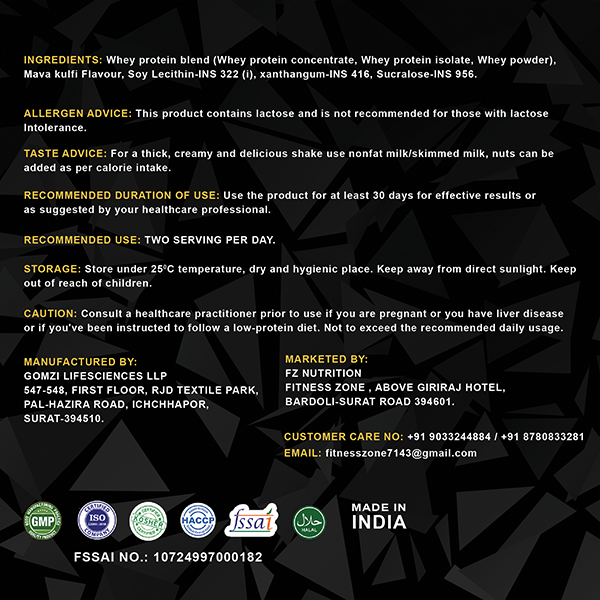 INGREDIENTS: Whey protein blend (Whey protein concentrate, Whey protein isolate, Whey powder),
Mava kulfi Flavour, Soy Lecithin-INS 322 (i), xanthangum-INS 416, Sucralose-INS 956.
ALLERGEN ADVICE: This product contains lactose and is not recommended for those with lactose
Intolerance.
TASTE ADVICE: For a thick, creamy and delicious shake use nonfat milk/skimmed milk, nuts can be
added as per calorie intake.
RECOMMENDED DURATION OF USE: Use the product for at least 30 days for effective results or
as suggested by your healthcare professional.
RECOMMENDED USE: TWO SERVING PER DAY.
STORAGE: Store under 25⁰C temperature, dry and hygienic place. Keep away from direct sunlight. Keep
out of reach of children.
CAUTION: Consult a healthcare practitioner prior to use if you are pregnant or you have liver disease
or if you've been instructed to follow a low-protein diet. Not to exceed the recommended daily usage.
MANUFACTURED BY:
GOMZI LIFESCIENCES LLP
547-548, FIRST FLOOR, RJD TEXTILE PARK,
PAL-HAZIRA ROAD, ICHCHHAPOR,
SURAT-394510.
MARKETED BY:
FZ NUTRITION
FITNESS ZONE , ABOVE GIRIRAJ HOTEL,
BARDOLI-SURAT ROAD 394601.
CUSTOMER CARE NO: +91 9033244884 / +91 8780833281
EMAIL: fitnesszone7143@gmail.com
GMP
CERTIFIED
ISO
COMPANY
KOSHER
HACCP
fssai
حلال
HALAL
MADE IN
INDIA
FSSAI NO.: 10724997000182